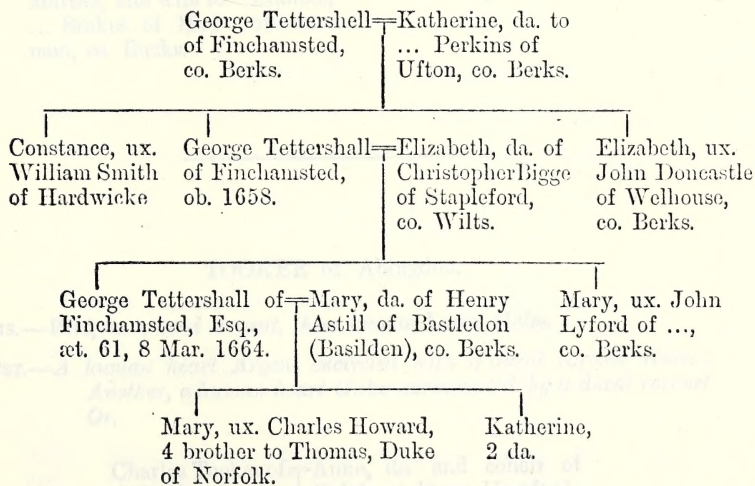 George Tettershell=Katherine, da. to
of Finchamsted,
co. Berks.
... Perkins of
Ufton, co. Berks.
Constance, ux.
William Smith
of Hardwicke
George Tettershall=Elizabeth, da. of
of Finchamsted,
ob. 1658.
Christopher Bigge
of Stapleford,
co. Wilts.
Elizabeth, ux.
John Doncastle
of Welhouse,
co. Berks.
George Tettershall of=Mary, da. of Henry
Finchamsted, Esq.,
æt. 61, 8 Mar. 1664.
Astill of Bastledon
(Basilden), co. Berks.
Mary, ux. John
Lyford of ...,
co. Berks.
Mary, ux. Charles Howard,
4 brother to Thomas, Duke
of Norfolk.
Katherine,
2 da.